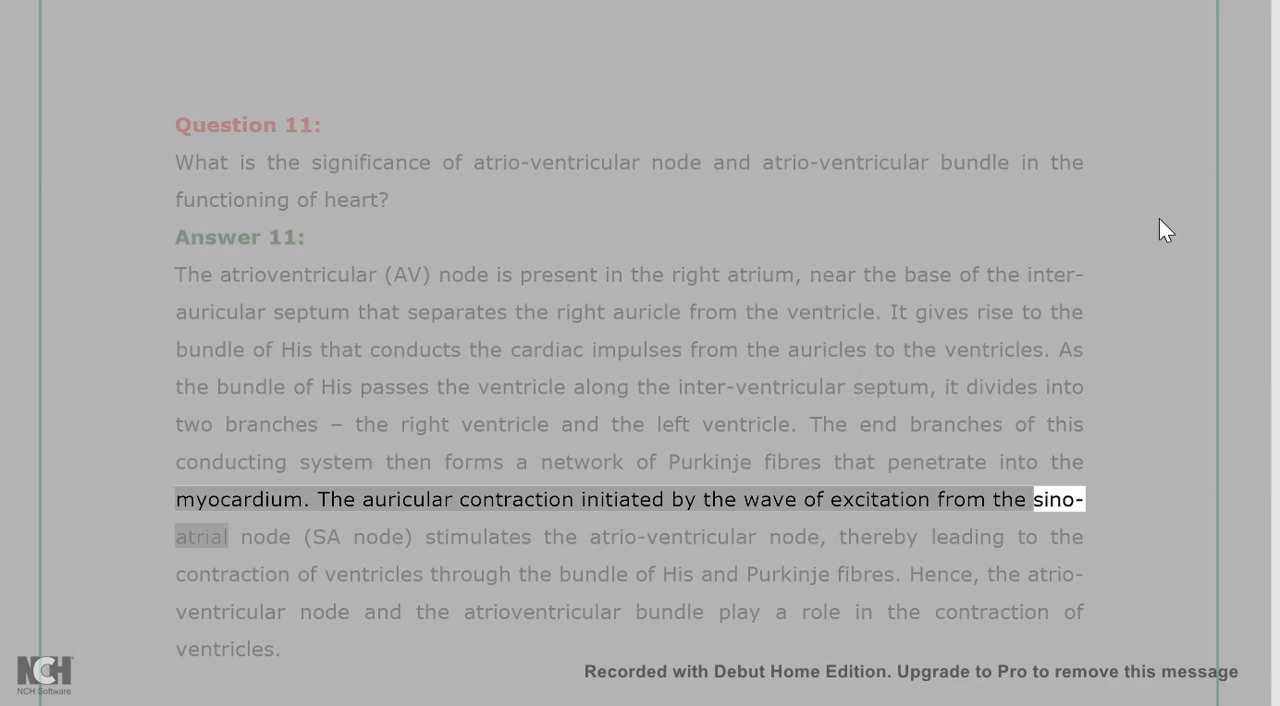 Question 11:
What is the significance of atrio-ventricular node and atrio-ventricular bundle in the
functioning of heart?
Answer 11:
The atrioventricular (AV) node is present in the right atrium, near the base of the inter-
auricular septum that separates the right auricle from the ventricle. It gives rise to the
bundle of His that conducts the cardiac impulses from the auricles to the ventricles. As
the bundle of His passes the ventricle along the inter-ventricular septum, it divides into
two branches – the right ventricle and the left ventricle. The end branches of this
conducting system then forms a network of Purkinje fibres that penetrate into the
myocardium. The auricular contraction initiated by the wave of excitation from the sino-
atrial node (SA node) stimulates the atrio-ventricular node, thereby leading to the
contraction of ventricles through the bundle of His and Purkinje fibres. Hence, the atrio-
ventricular node and the atrioventricular bundle play a role in the contraction of
ventricles.
NCH
NCH Software
Recorded with Debut Home Edition. Upgrade to Pro to remove this message